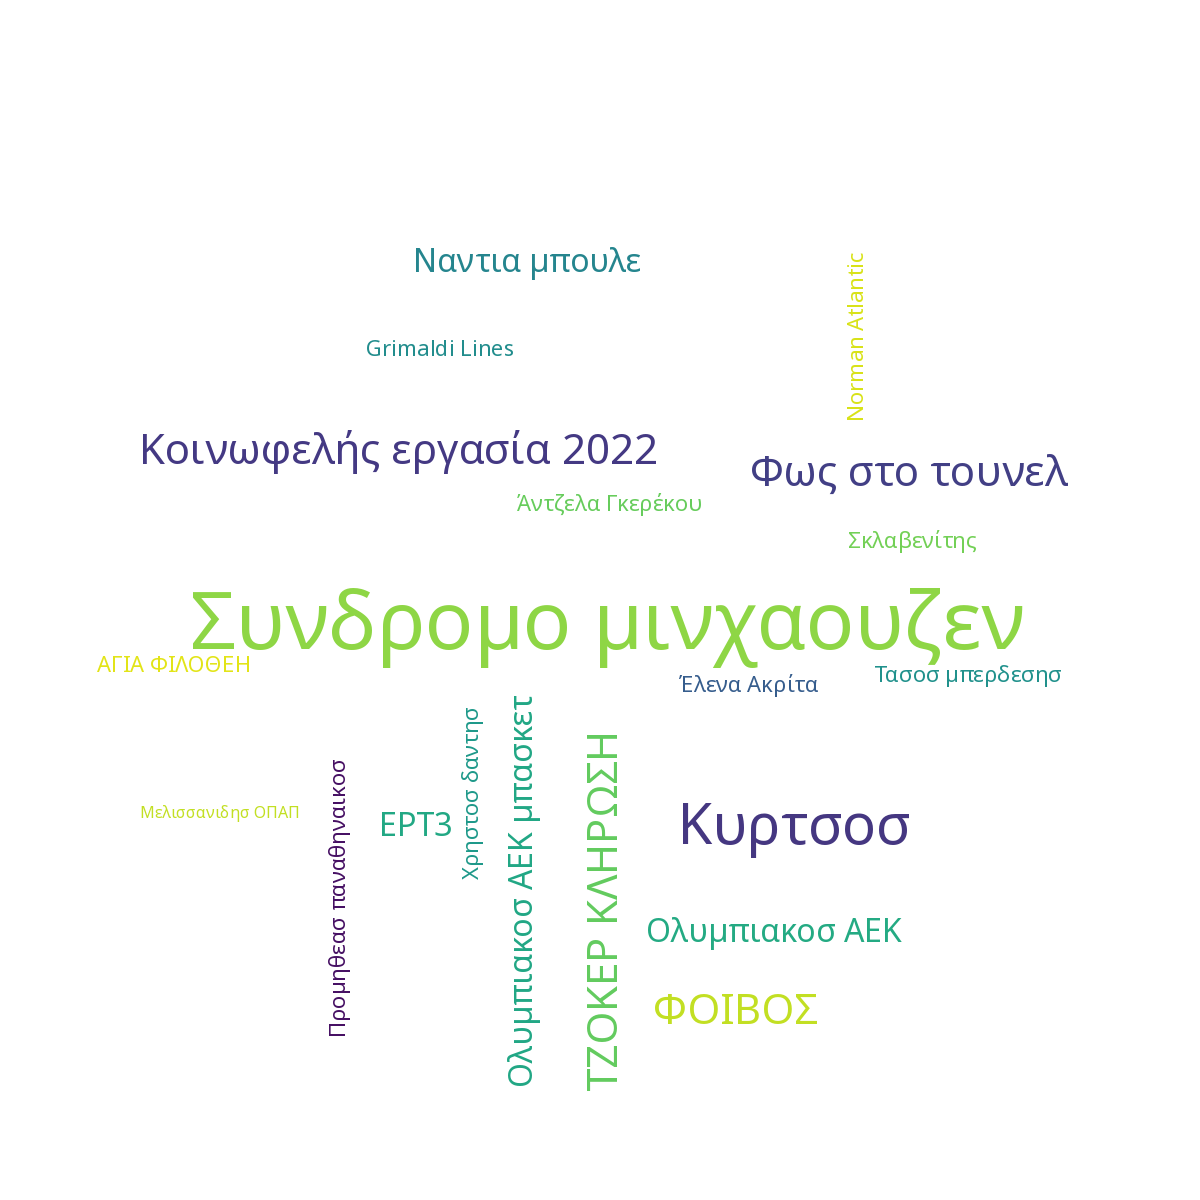 Ναντια μπουλε
Norman Atlantic
Grimaldi Lines
Κοινωφελής εργασία 2022
Φως στο τουνελ
Άντζελα Γκερέκου
Σκλαβενίτης
Συνδρομο μινχαουζεν
ΑΓΙΑ ΦΙΛΟΘΕΗ
Έλενα Ακρίτα
Τασοσ μπερδεσησ
Χρηστοσ δαντησ
Ολυμπιακοσ ΑΕΚ μπασκετ
ΤΖΟΚΕΡ ΚΛΗΡΩΣΗ
Προμηθεασ παναθηναικοσ
Μελισσανιδησ ΟΠΑΠ
ΕΡΤ3
Κυρτσοσ
Ολυμπιακοσ ΑΕΚ
ΦΟΙΒΟΣ